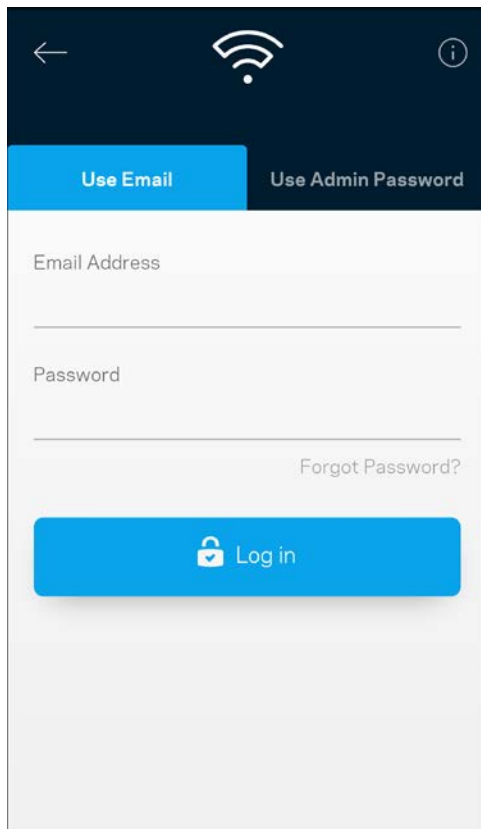 Use Email
Use Admin Password
Email Address
Password
Forgot Password?
Log in